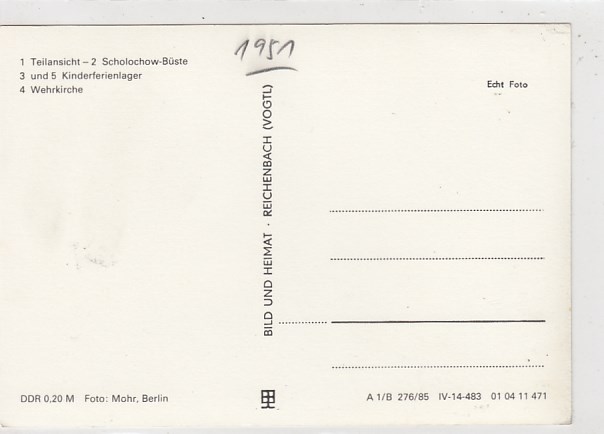 1 Teilansicht – 2 Scholochow-Büste
3 und 5 Kinderferienlager
4 Wehrkirche
1951
Echt Foto
BILD UND HEIMAT · REICHENBACH (VOGTL)
DDR 0,20 M Foto: Mohr, Berlin
A 1/B 276/85 IV-14-483 01 04 11 471